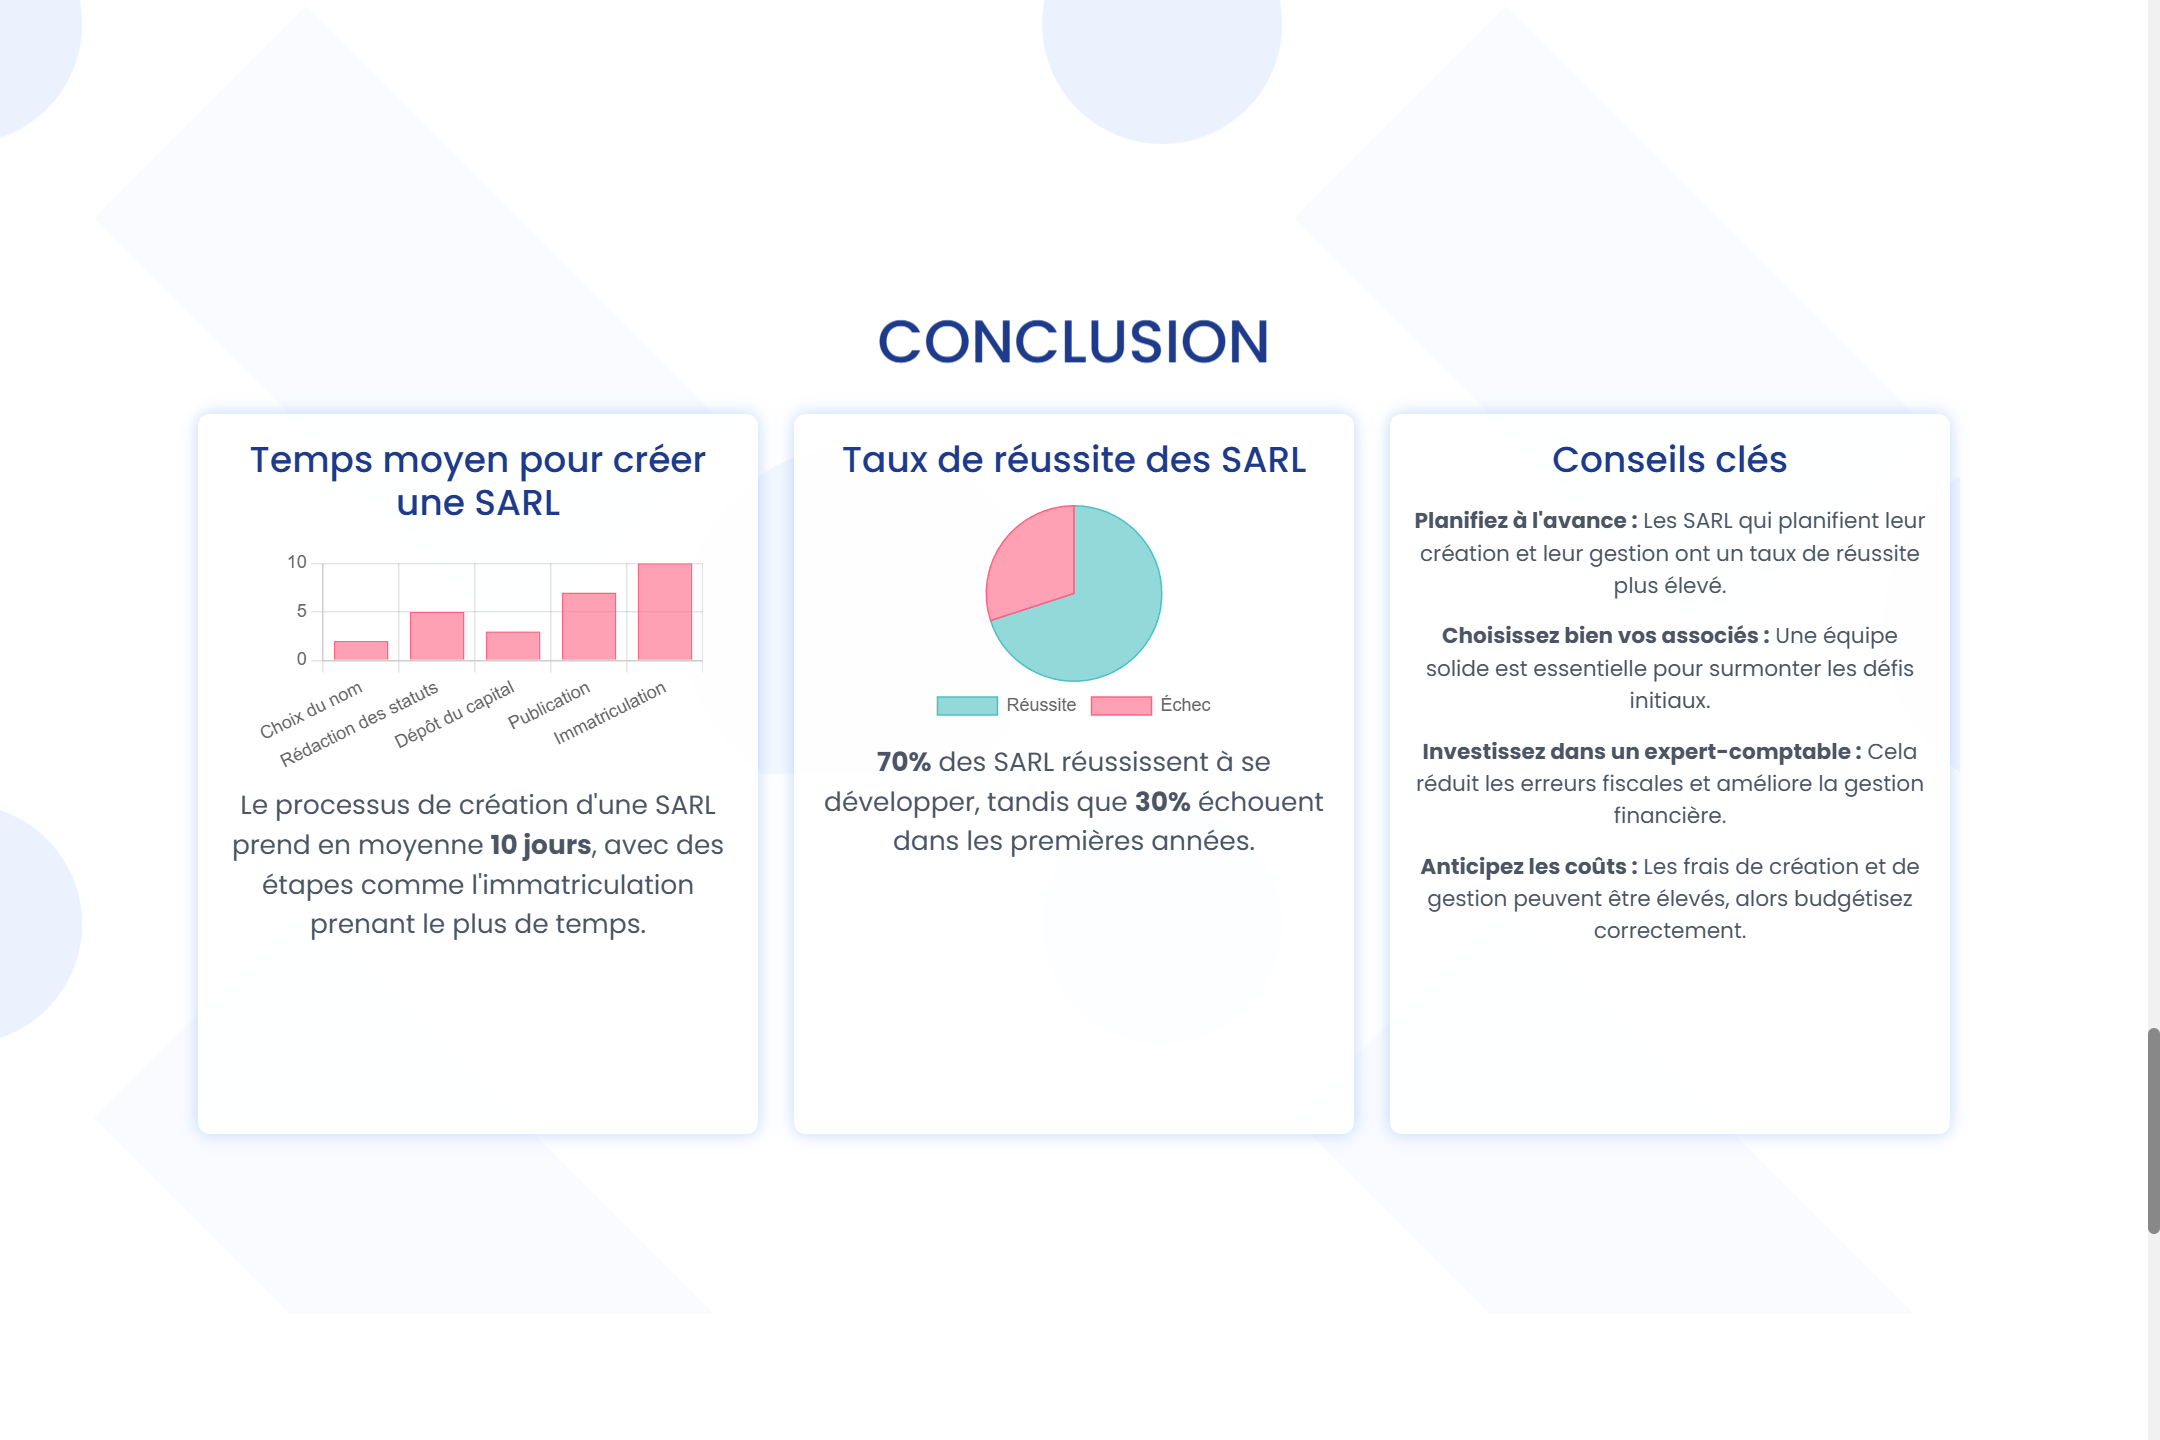 CONCLUSION
Temps moyen pour créer
une SARL
10
5
0
Choix du nom
Rédaction des statuts
Dépôt du capital
Publication
Immatriculation
Le processus de création d'une SARL
prend en moyenne 10 jours, avec des
étapes comme l'immatriculation
prenant le plus de temps.
Taux de réussite des SARL
Réussite
Échec
70% des SARL réussissent à se
développer, tandis que 30% échouent
dans les premières années.
Conseils clés
Planifiez à l'avance : Les SARL qui planifient leur
création et leur gestion ont un taux de réussite
plus élevé.
Choisissez bien vos associés : Une équipe
solide est essentielle pour surmonter les défis
initiaux.
Investissez dans un expert-comptable : Cela
réduit les erreurs fiscales et améliore la gestion
financière.
Anticipez les coûts : Les frais de création et de
gestion peuvent être élevés, alors budgétisez
correctement.